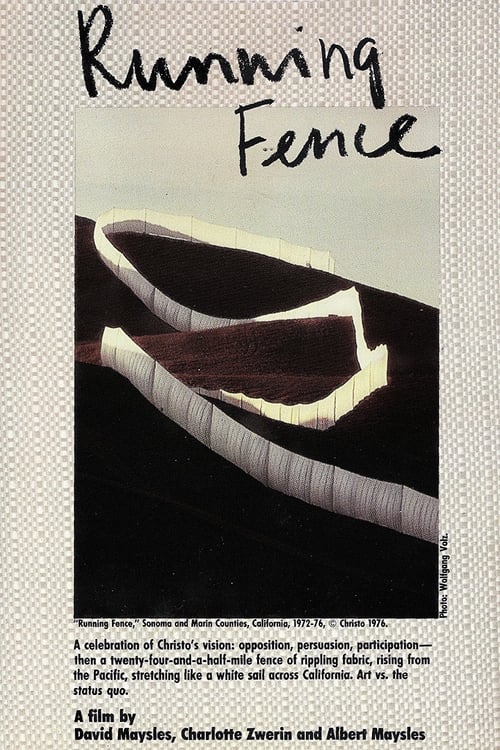 Running
Fence
Photo: Wolfgang Volz.
"Running Fence," Sonoma and Marin Counties, California, 1972-76, © Christo 1976.
A celebration of Christo's vision: opposition, persuasion, participation—
then a twenty-four-and-a-half-mile fence of rippling fabric, rising from
the Pacific, stretching like a white sail across California. Art vs. the
status quo.
A film by
David Maysles, Charlotte Zwerin and Albert Maysles